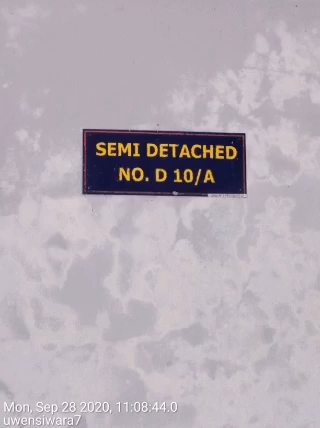 SEMI DETACHED
NO. D 10/A
Mon, Sep 28 2020, 11:08:44.0
uwensiwara7